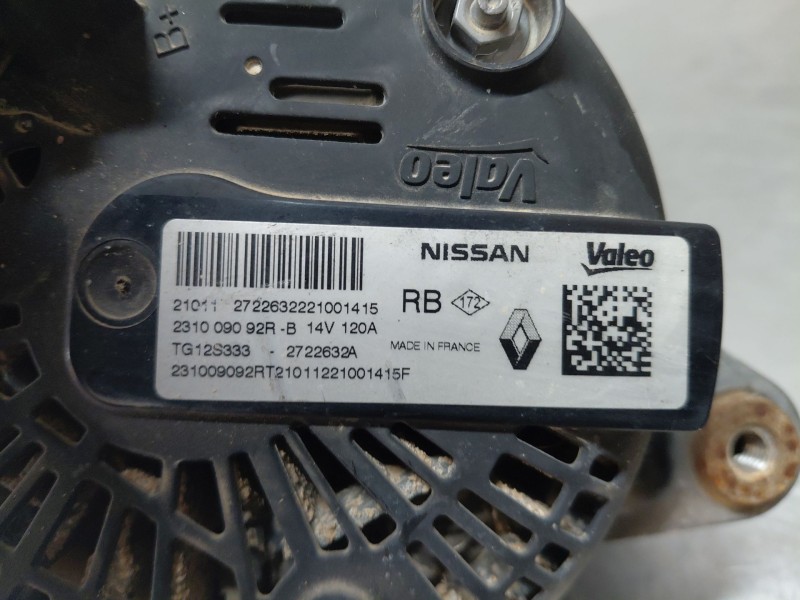 B+
Valeo
NISSAN
Valeo
21011 2722632221001415
RB 172
2310 090 92R -B 14V 120A
TG12S333 - 2722632A
MADE IN FRANCE
231009092RT21011221001415F